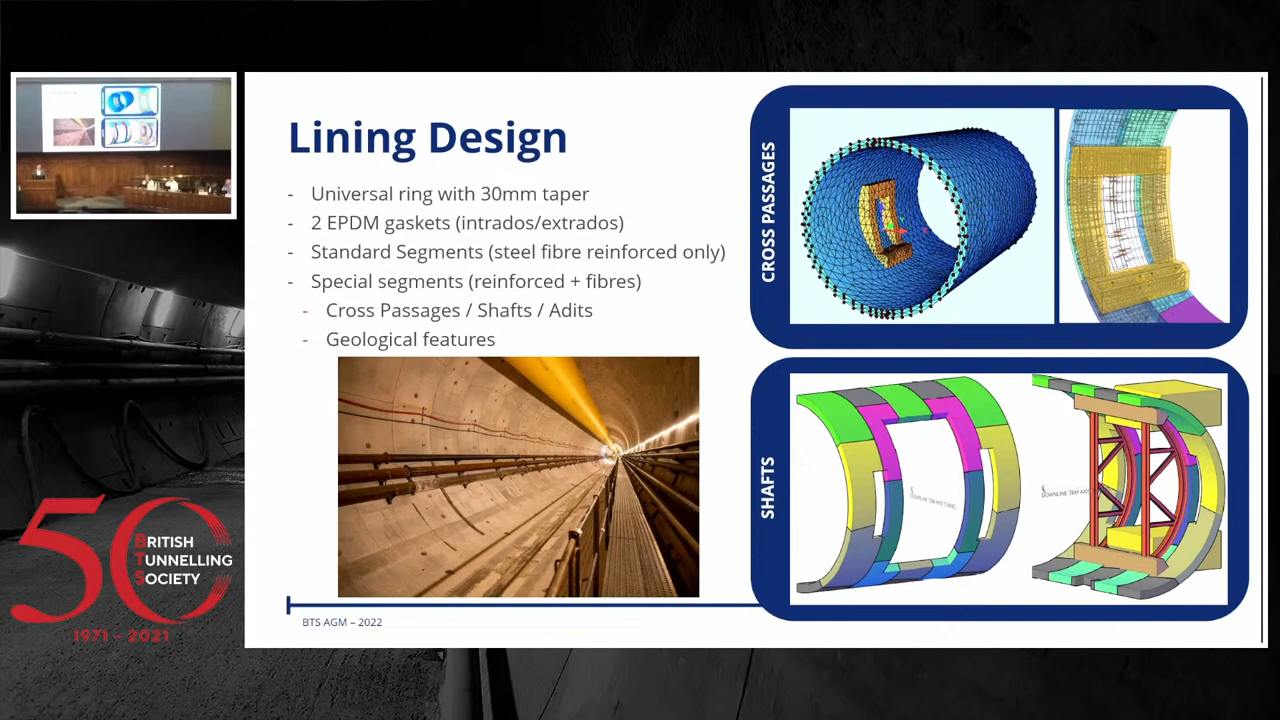 Lining Design
- Universal ring with 30mm taper
- 2 EPDM gaskets (intrados/extrados)
- Standard Segments (steel fibre reinforced only)
- Special segments (reinforced + fibres)
- Cross Passages / Shafts / Adits
- Geological features
CROSS PASSAGES
SHAFTS
BTS AGM – 2022
50
BRITISH
TUNNELLING
SOCIETY
1971 - 2021